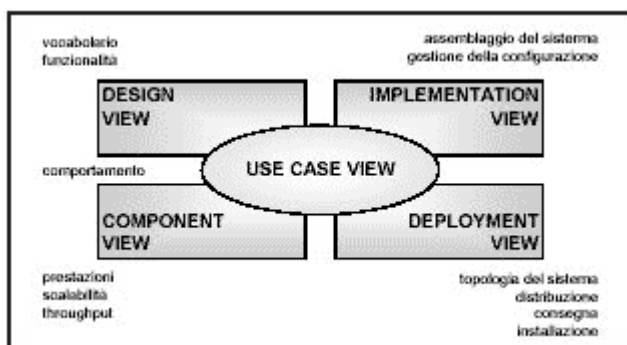 vocabolario
funzionalità
assemblaggio del sisterma
gestione della configurazione
DESIGN
VIEW
IMPLEMENTATION
VIEW
USE CASE VIEW
comportamento
COMPONENT
VIEW
DEPLOYMENT
VIEW
prestazioni
scalabilità
throughput
topologia del sistema
distribuzione
consegna
installazione